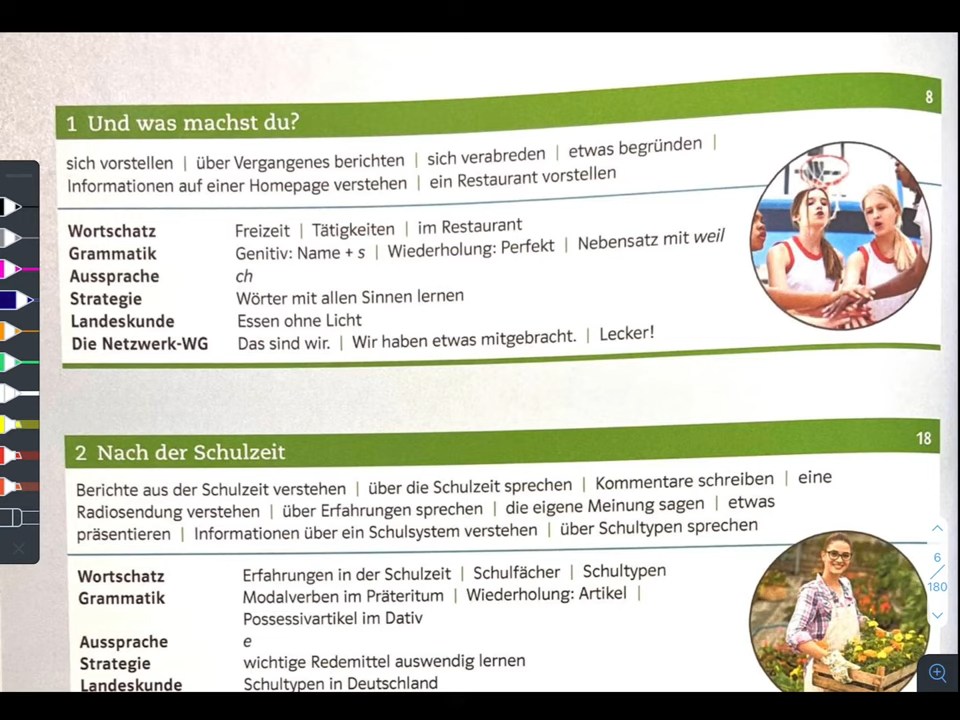 8
1 Und was machst du?
sich vorstellen | über Vergangenes berichten | sich verabreden | etwas begründen |
Informationen auf einer Homepage verstehen | ein Restaurant vorstellen
Wortschatz Freizeit | Tätigkeiten | im Restaurant
Grammatik Genitiv: Name + s | Wiederholung: Perfekt | Nebensatz mit weil
Aussprache ch
Strategie Wörter mit allen Sinnen lernen
Landeskunde Essen ohne Licht
Die Netzwerk-WG Das sind wir. | Wir haben etwas mitgebracht. | Lecker!
18
2 Nach der Schulzeit
Berichte aus der Schulzeit verstehen | über die Schulzeit sprechen | Kommentare schreiben | eine
Radiosendung verstehen | über Erfahrungen sprechen | die eigene Meinung sagen | etwas
präsentieren | Informationen über ein Schulsystem verstehen | über Schultypen sprechen
Wortschatz Erfahrungen in der Schulzeit | Schulfächer | Schultypen
Grammatik Modalverben im Präteritum | Wiederholung: Artikel |
Possessivartikel im Dativ
Aussprache e
Strategie wichtige Redemittel auswendig lernen
Landeskunde Schultypen in Deutschland
6
180